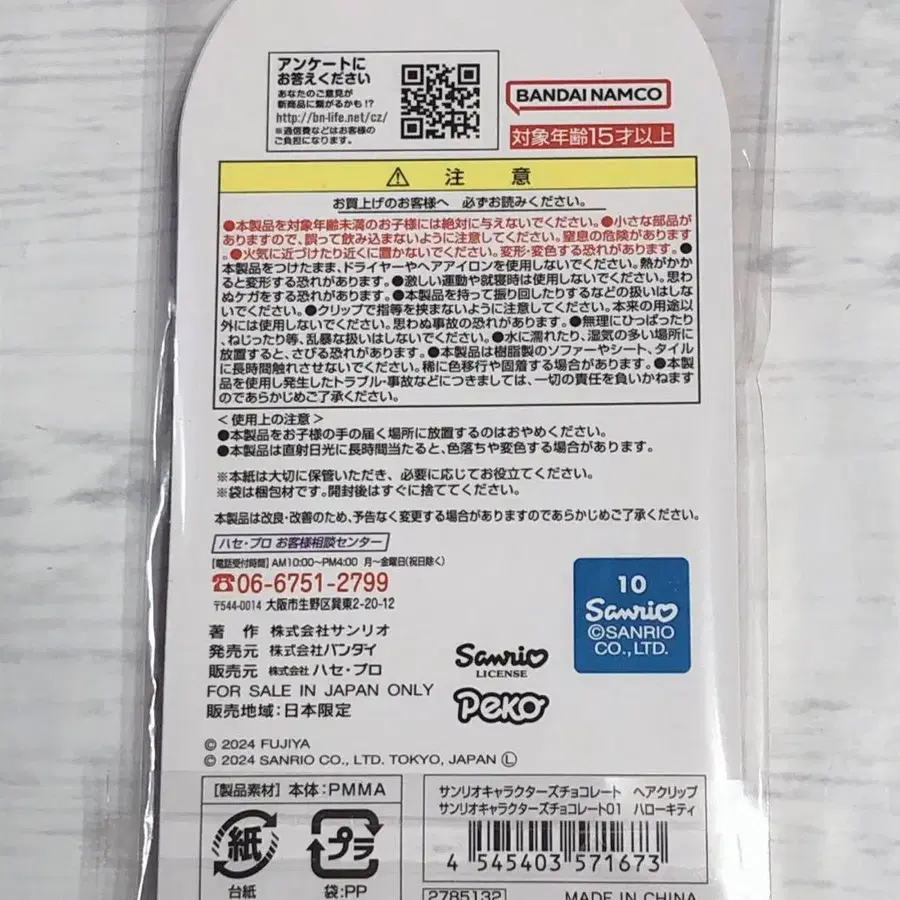 アンケートに
お答えください
あなたのご意見が
新商品に繋がるかも!?
http://bn-life.net/cz/
※通信費などはお客様の
ご負担になります。
BANDAI NAMCO
対象年齢15才以上
⚠ 注 意
お買上げのお客様へ 必ずお読みください。
●本製品を対象年齢未満のお子様には絶対に与えないでください。●小さな部品が
ありますので、誤って飲み込まないように注意してください。窒息の危険があります
。●火気に近づけたり近くに置かないでください。変形・変色する恐れがあります。●
本製品をつけたまま、ドライヤーやヘアアイロンを使用しないでください。熱がかか
ると変形する恐れがあります。●激しい運動や就寝時は使用しないでください。思わ
ぬケガをする恐れがあります。●本製品を持って振り回したりするなどの扱いはしな
いでください。●クリップで指等を挟まないように注意してください。本来の用途以
外には使用しないでください。思わぬ事故の恐れがあります。●無理にひっぱったり
、ねじったり等、乱暴な扱いはしないでください。●水に濡れたり、湿気の多い場所に
放置すると、さびる恐れがあります。●本製品は樹脂製のソファーやシート、タイル
に長時間触れさせないでください。稀に色移行や固着する場合があります。●本製
品を使用し発生したトラブル・事故などにつきましては、一切の責任を負いかねます
のであらかじめご了承ください。
＜使用上の注意＞
●本製品をお子様の手の届く場所に放置するのはおやめください。
●本製品は直射日光に長時間当たると、色落ちや変色する場合があります。
※本紙は大切に保管いただき、必要に応じてお役立てください。
※袋は梱包材です。開封後はすぐに捨ててください。
本製品は改良・改善のため、予告なく変更する場合がありますのであらかじめご了承ください。
ハセ・プロ お客様相談センター
【電話受付時間】AM10:00〜PM4:00 月〜金曜日(祝日除く)
☎06-6751-2799
〒544-0014 大阪市生野区巽東2-20-12
著 作 株式会社サンリオ
発売元 株式会社バンダイ
販売元 株式会社ハセ・プロ
FOR SALE IN JAPAN ONLY
販売地域:日本限定
Sanrio
LICENSE
Peko
10
Sanrio
©SANRIO
CO.,LTD.
© 2024 FUJIYA
© 2024 SANRIO CO., LTD. TOKYO, JAPAN Ⓛ
[製品素材] 本体:PMMA
紙
台紙
プラ
袋:PP
サンリオキャラクターズチョコレート ヘアクリップ
サンリオキャラクターズチョコレート01 ハローキティ
4 545403 571673
2785132
MADE IN CHINA